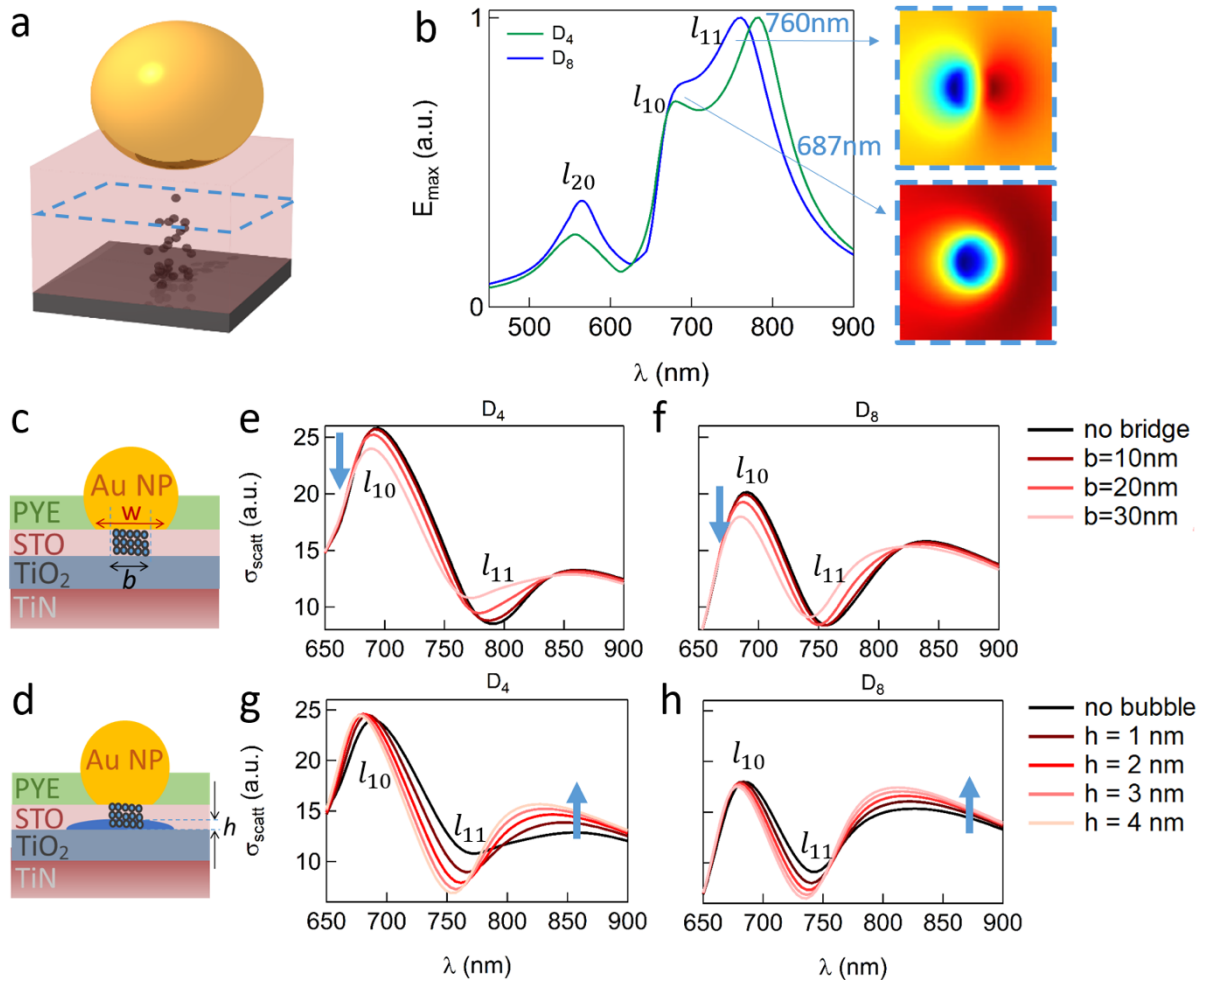 a
b
1
E_max (a.u.)
0
D₄
D₈
l₂₀
l₁₀
l₁₁
760nm
687nm
500 600 700 800 900
λ (nm)
c
Au NP
PYE
w
STO
TiO₂
b
TiN
e
D₄
σ_scatt (a.u.)
25
20
15
10
l₁₀
l₁₁
650 700 750 800 850 900
f
D₈
l₁₀
l₁₁
650 700 750 800 850 900
no bridge
b=10nm
b=20nm
b=30nm
d
Au NP
PYE
STO
h
TiO₂
TiN
g
D₄
σ_scatt (a.u.)
25
20
15
10
l₁₀
l₁₁
650 700 750 800 850 900
λ (nm)
h
D₈
l₁₀
l₁₁
650 700 750 800 850 900
λ (nm)
no bubble
h = 1 nm
h = 2 nm
h = 3 nm
h = 4 nm